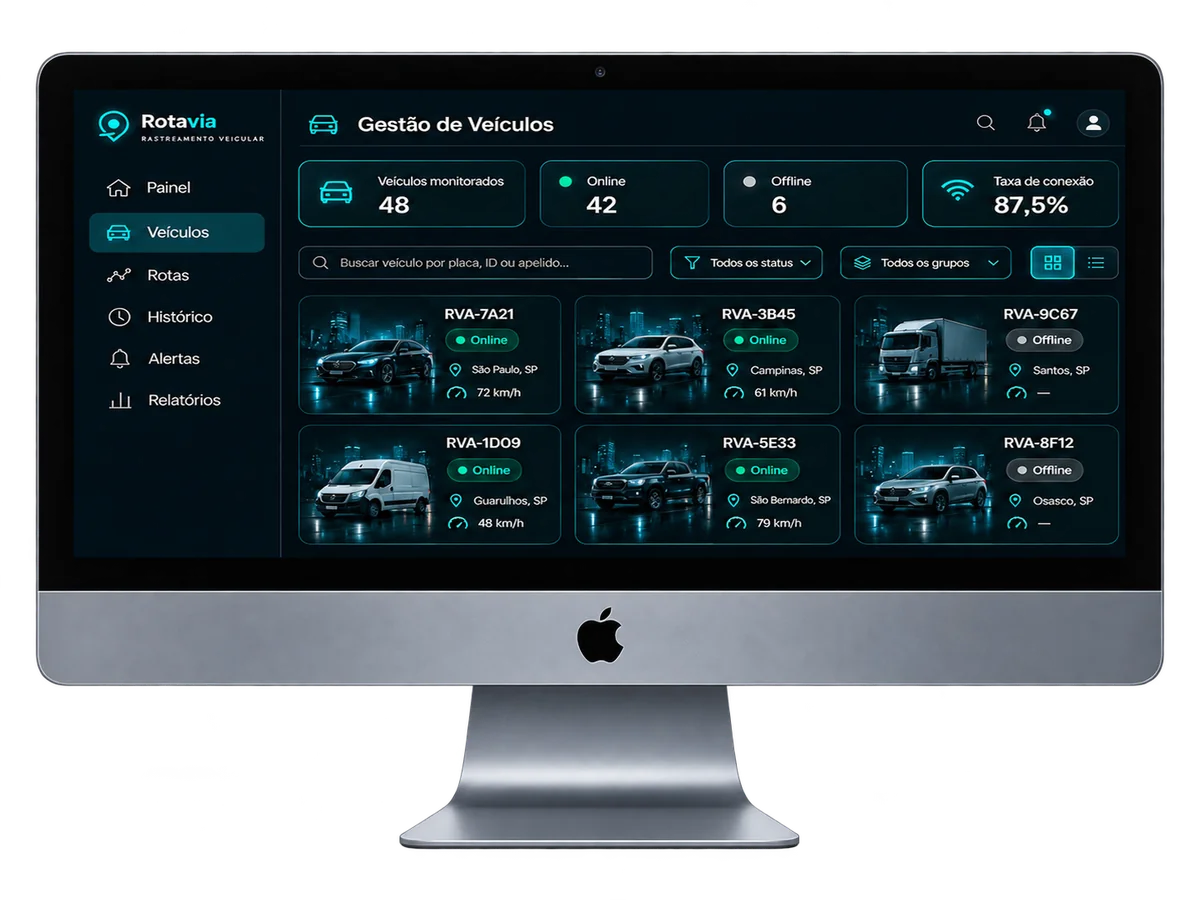 Rotavia
RASTREAMENTO VEICULAR
Painel
Veículos
Rotas
Histórico
Alertas
Relatórios
Gestão de Veículos
Veículos monitorados
48
Online
42
Offline
6
Taxa de conexão
87,5%
Buscar veículo por placa, ID ou apelido...
Todos os status
Todos os grupos
RVA-7A21
Online
São Paulo, SP
72 km/h
RVA-3B45
Online
Campinas, SP
61 km/h
RVA-9C67
Offline
Santos, SP
—
RVA-1D09
Online
Guarulhos, SP
48 km/h
RVA-5E33
Online
São Bernardo, SP
79 km/h
RVA-8F12
Offline
Osasco, SP
—